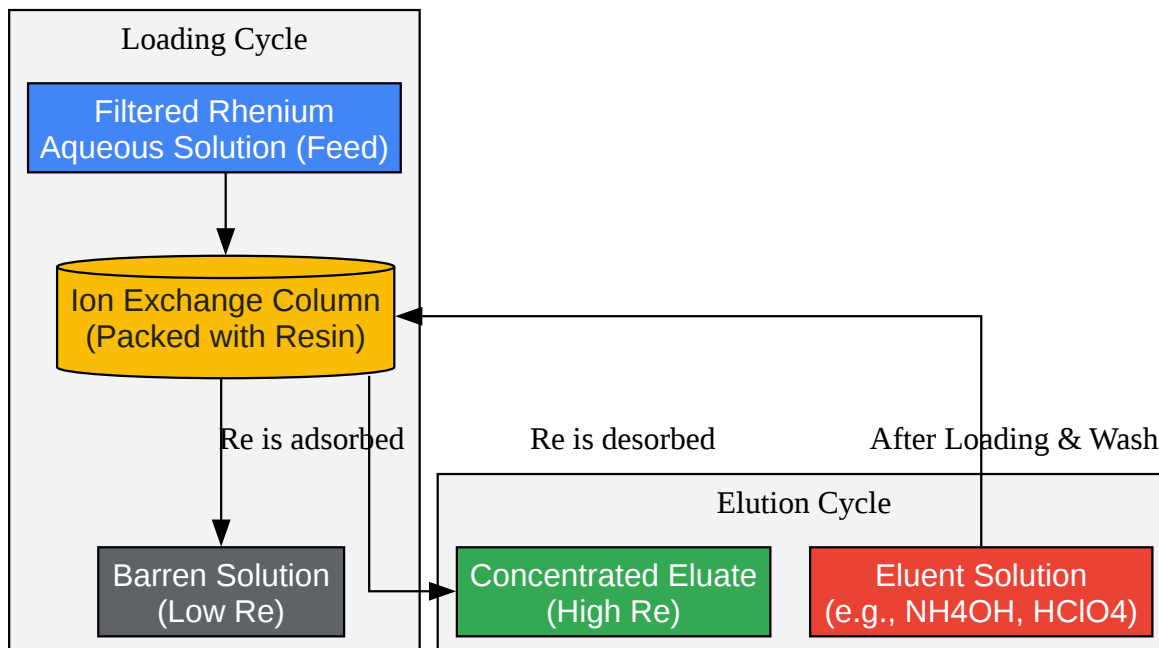 Loading Cycle
Filtered Rhenium
Aqueous Solution (Feed)
Ion Exchange Column
(Packed with Resin)
Re is adsorbed
Re is desorbed
After Loading & Wash
Elution Cycle
Barren Solution
(Low Re)
Concentrated Eluate
(High Re)
Eluent Solution
(e.g., NH4OH, HClO4)